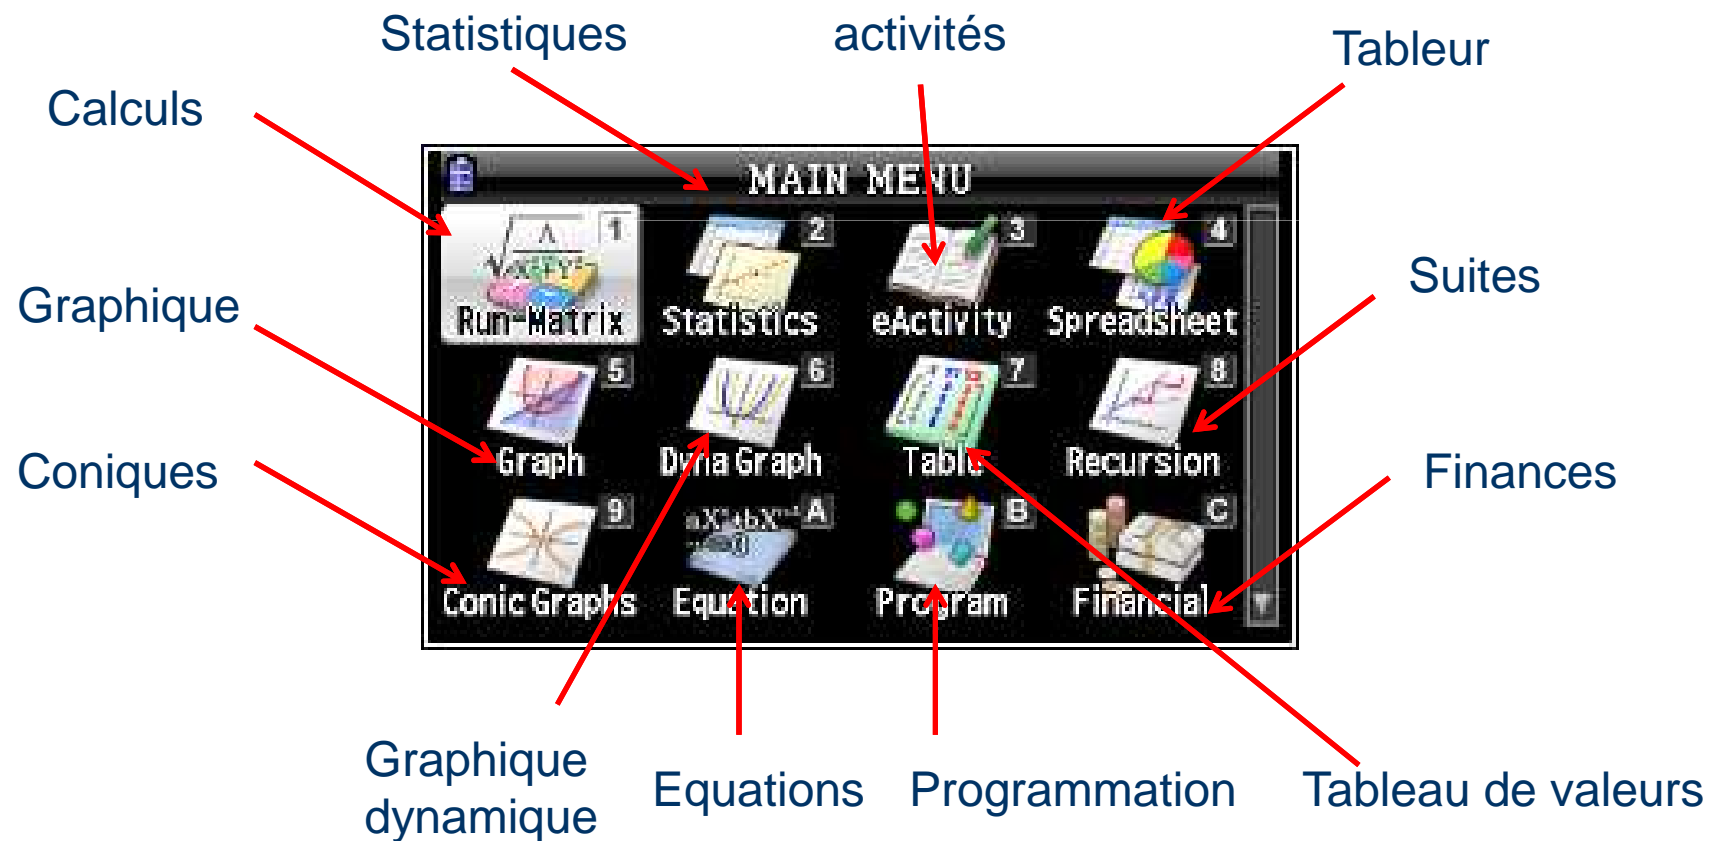 Statistiques
activités
Tableur
Calculs
MAIN MENU
1
2
3
4
Suites
Graphique
Run-Matrix
Statistics
eActivity
Spreadsheet
5
6
7
8
Coniques
Graph
Dyna Graph
Table
Recursion
Finances
9
A
B
C
Conic Graphs
Equation
Program
Financial
Graphique
dynamique
Equations
Programmation
Tableau de valeurs